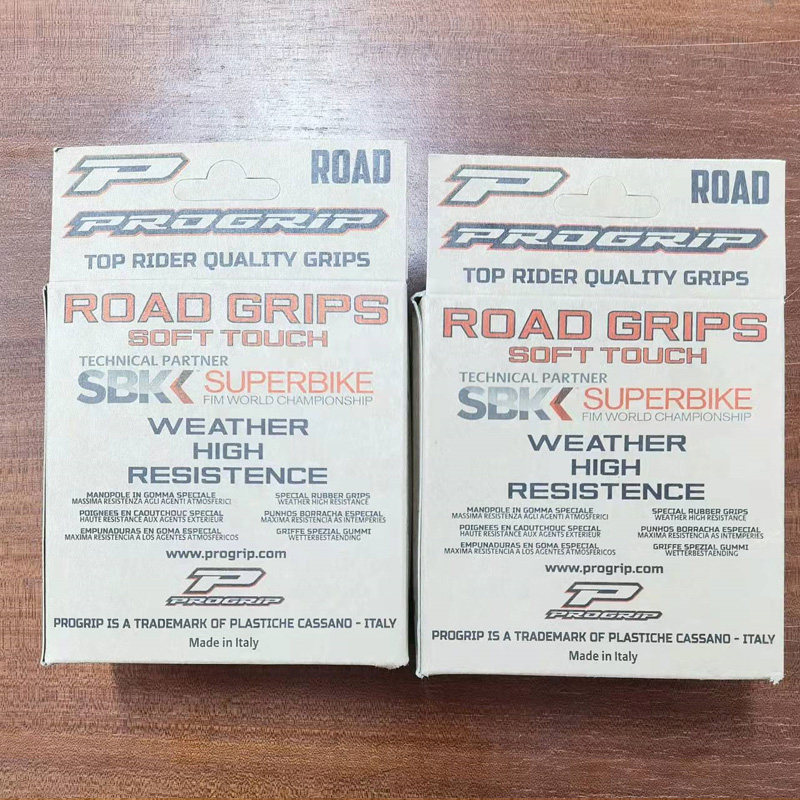 P ROAD
PROGRIP
TOP RIDER QUALITY GRIPS
ROAD GRIPS
SOFT TOUCH
TECHNICAL PARTNER
SBK SUPERBIKE
FIM WORLD CHAMPIONSHIP
WEATHER
HIGH
RESISTENCE
MANOPOLE IN GOMMA SPECIALE
MASSIMA RESISTENZA AGLI AGENTI ATMOSFERICI
POIGNEES EN CAOUTCHOUC SPECIAL
HAUTE RESISTANCE AUX AGENTS EXTERIEUR
EMPUNADURAS EN GOMA ESPECIAL
MAXIMA RESISTENCIA A LOS AGENTES ATMOSFERICOS
SPECIAL RUBBER GRIPS
WEATHER HIGH RESISTANCE
PUNHOS BORRACHA ESPECIAL
MAXIMA RESISTENCIA AS INTEMPÉRIES
GRIFFE SPEZIAL GUMMI
WETTERBESTAENDING
www.progrip.com
P
PROGRIP
PROGRIP IS A TRADEMARK OF PLASTICHE CASSANO - ITALY
Made in Italy
P ROAD
PROGRIP
TOP RIDER QUALITY GRIPS
ROAD GRIPS
SOFT TOUCH
TECHNICAL PARTNER
SBK SUPERBIKE
FIM WORLD CHAMPIONSHIP
WEATHER
HIGH
RESISTENCE
MANOPOLE IN GOMMA SPECIALE
MASSIMA RESISTENZA AGLI AGENTI ATMOSFERICI
POIGNEES EN CAOUTCHOUC SPECIAL
HAUTE RESISTANCE AUX AGENTS EXTERIEUR
EMPUNADURAS EN GOMA ESPECIAL
MAXIMA RESISTENCIA A LOS AGENTES ATMOSFERICOS
SPECIAL RUBBER GRIPS
WEATHER HIGH RESISTANCE
PUNHOS BORRACHA ESPECIAL
MAXIMA RESISTENCIA AS INTEMPÉRIES
GRIFFE SPEZIAL GUMMI
WETTERBESTAENDING
www.progrip.com
P
PROGRIP
PROGRIP IS A TRADEMARK OF PLASTICHE CASSANO - ITALY
Made in Italy